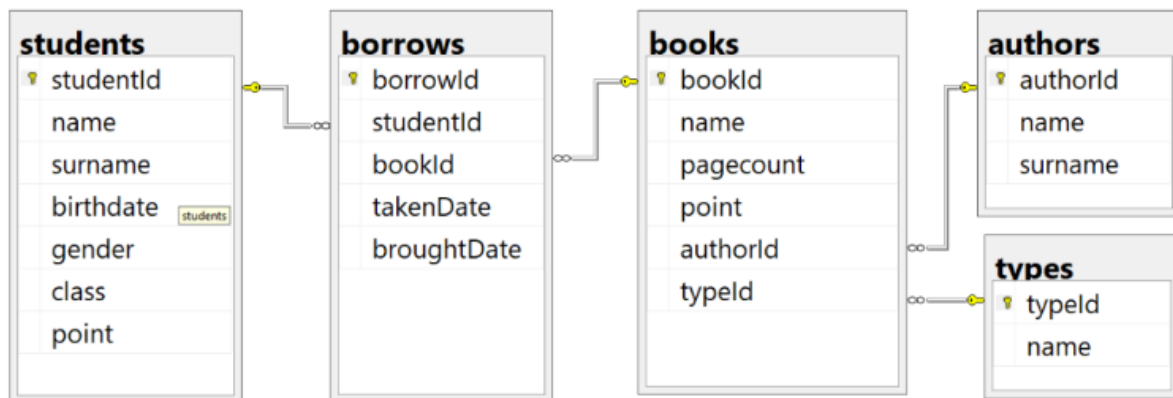 students
studentId
name
surname
birthdate
students
gender
class
point
borrows
borrowId
studentId
bookId
takenDate
broughtDate
books
bookId
name
pagecount
point
authorId
typeId
authors
authorId
name
surname
types
typeId
name